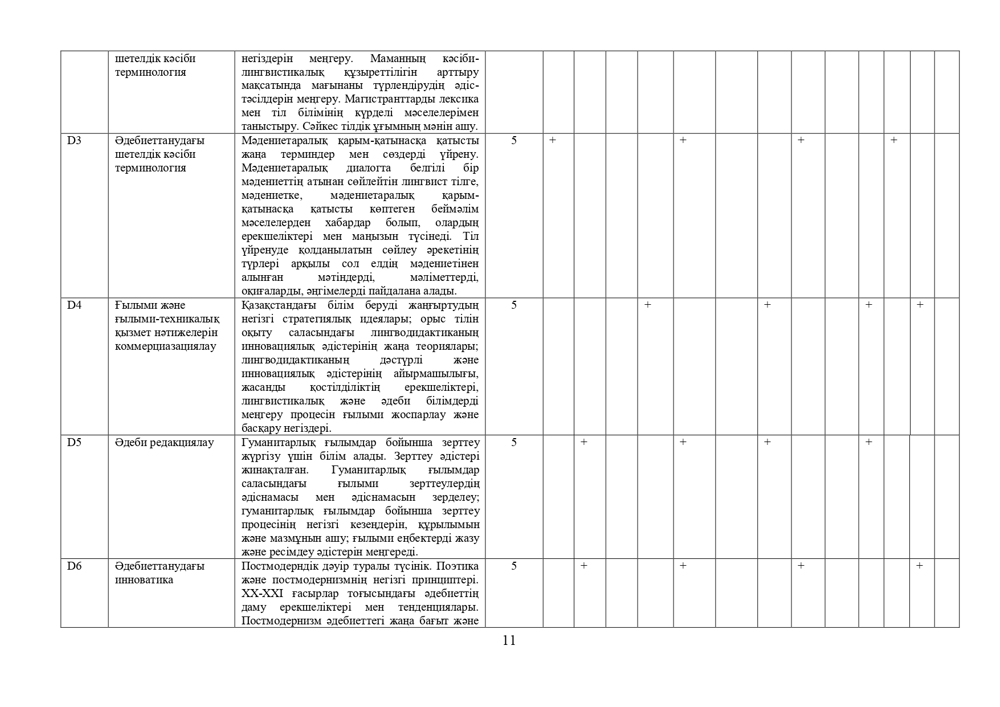 шетелдік кәсіби
терминология
негіздерін меңгеру. Маманның кәсіби-
лингвистикалық құзыреттілігін арттыру
мақсатында мағынаны түрлендірудің әдіс-
тәсілдерін меңгеру. Магистранттарды лексика
мен тіл білімінің күрделі мәселелерімен
таныстыру. Сәйкес тілдік ұғымның мәнін ашу.
D3
Әдебиеттанудағы
шетелдік кәсіби
терминология
Мәдениетаралық қарым-қатынасқа қатысты
жаңа терминдер мен сөздерді үйрену.
Мәдениетаралық диалогта белгілі бір
мәдениеттің атынан сөйлейтін лингвист тілге,
мәдениетке, мәдениетаралық қарым-
қатынасқа қатысты көптеген беймәлім
мәселелерден хабардар болып, олардың
ерекшеліктері мен маңызын түсінеді. Тіл
үйренуде қолданылатын сөйлеу әрекетінің
түрлері арқылы сол елдің мәдениетінен
алынған мәтіндерді, мәліметтерді,
оқиғаларды, әңгімелерді пайдалана алады.
5 + + + +
D4
Ғылыми және
ғылыми-техникалық
қызмет нәтижелерін
коммерциазациялау
Қазақстандағы білім беруді жаңғыртудың
негізгі стратегиялық идеялары; орыс тілін
оқыту саласындағы лингводидактиканың
инновациялық әдістерінің жаңа теориялары;
лингводидактиканың дәстүрлі және
инновациялық әдістерінің айырмашылығы,
жасанды қостілділіктің ерекшеліктері,
лингвистикалық және әдеби білімдерді
меңгеру процесін ғылыми жоспарлау және
басқару негіздері.
5 + + + +
D5
Әдеби редакциялау
Гуманитарлық ғылымдар бойынша зерттеу
жүргізу үшін білім алады. Зерттеу әдістері
жинақталған. Гуманитарлық ғылымдар
саласындағы ғылыми зерттеулердің
әдіснамасы мен әдіснамасын зерделеу;
гуманитарлық ғылымдар бойынша зерттеу
процесінің негізгі кезеңдерін, құрылымын
және мазмұнын ашу; ғылыми еңбектерді жазу
және ресімдеу әдістерін меңгереді.
5 + + + +
D6
Әдебиеттанудағы
инноватика
Постмодерндік дәуір туралы түсінік. Поэтика
және постмодернизмнің негізгі принциптері.
XX-XXI ғасырлар тоғысындағы әдебиеттің
даму ерекшеліктері мен тенденциялары.
Постмодернизм әдебиеттегі жаңа бағыт және
5 + + + +
11